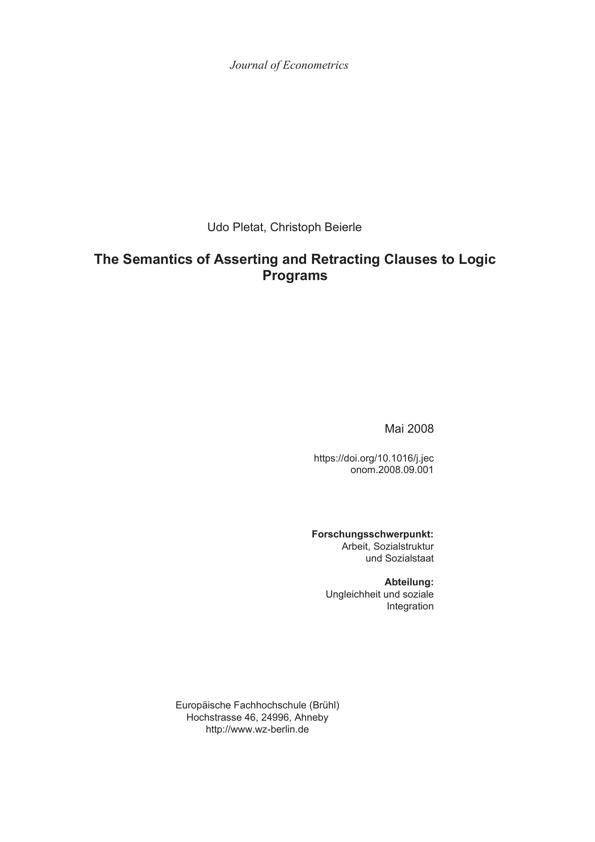 Journal of Econometrics
Udo Pletat, Christoph Beierle
The Semantics of Asserting and Retracting Clauses to Logic
Programs
Mai 2008
https://doi.org/10.1016/j.jec
onom.2008.09.001
Forschungsschwerpunkt:
Arbeit, Sozialstruktur
und Sozialstaat
Abteilung:
Ungleichheit und soziale
Integration
Europäische Fachhochschule (Brühl)
Hochstrasse 46, 24996, Ahneby
http://www.wz-berlin.de